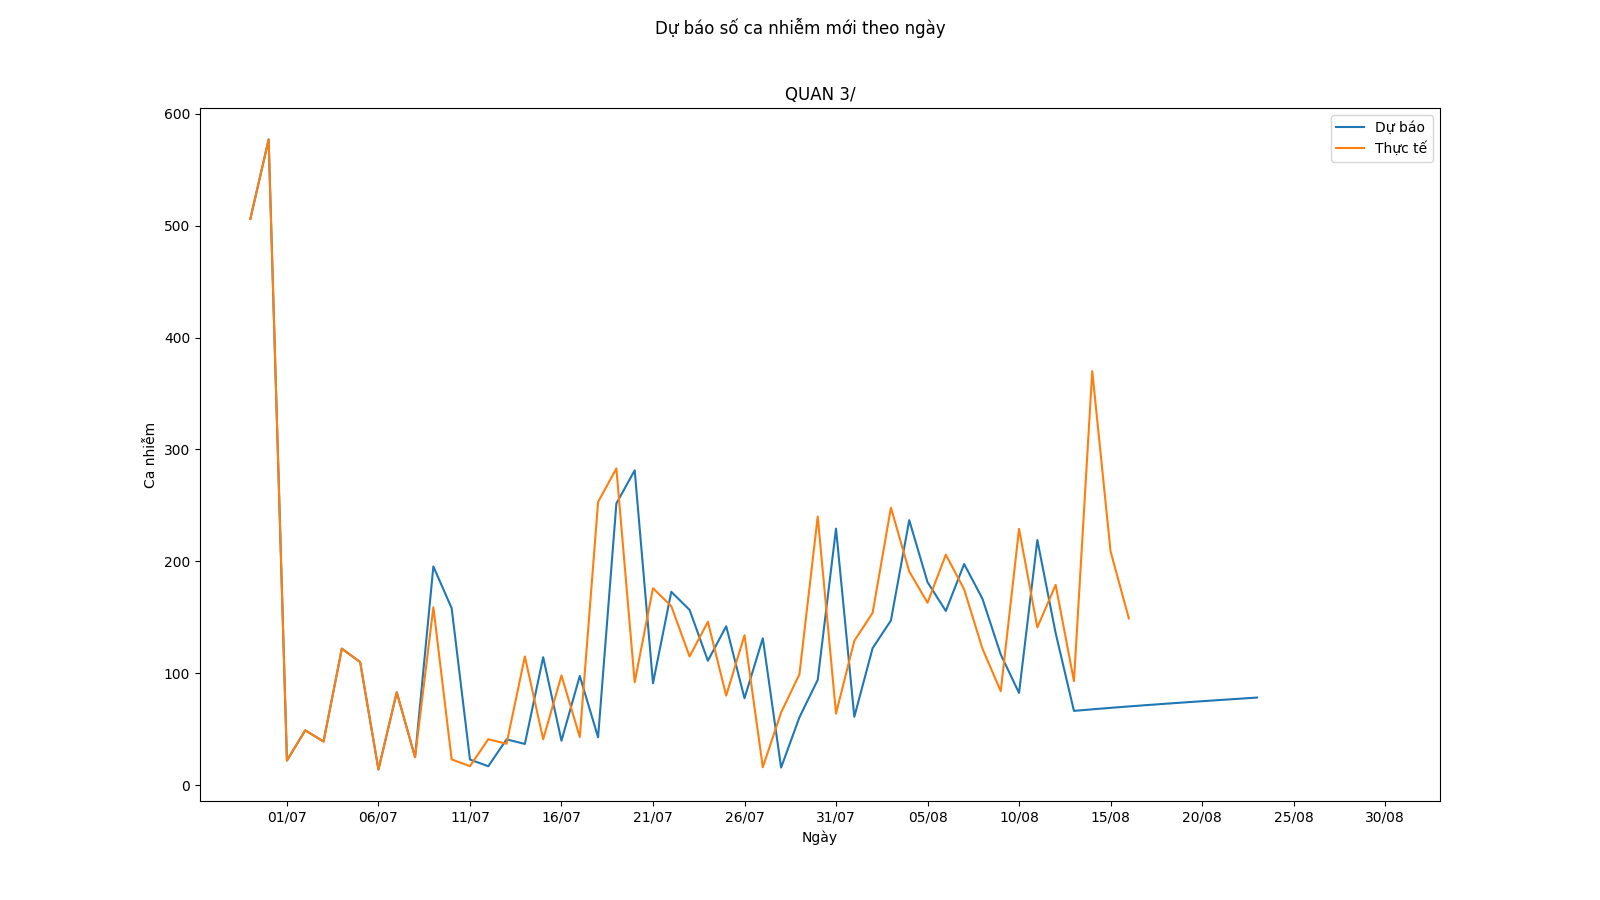 Dự báo số ca nhiễm mới theo ngày
QUAN 3/
Dự báo
Thực tế
Ca nhiễm
600
500
400
300
200
100
0
01/07 06/07 11/07 16/07 21/07 26/07 31/07 05/08 10/08 15/08 20/08 25/08 30/08
Ngày